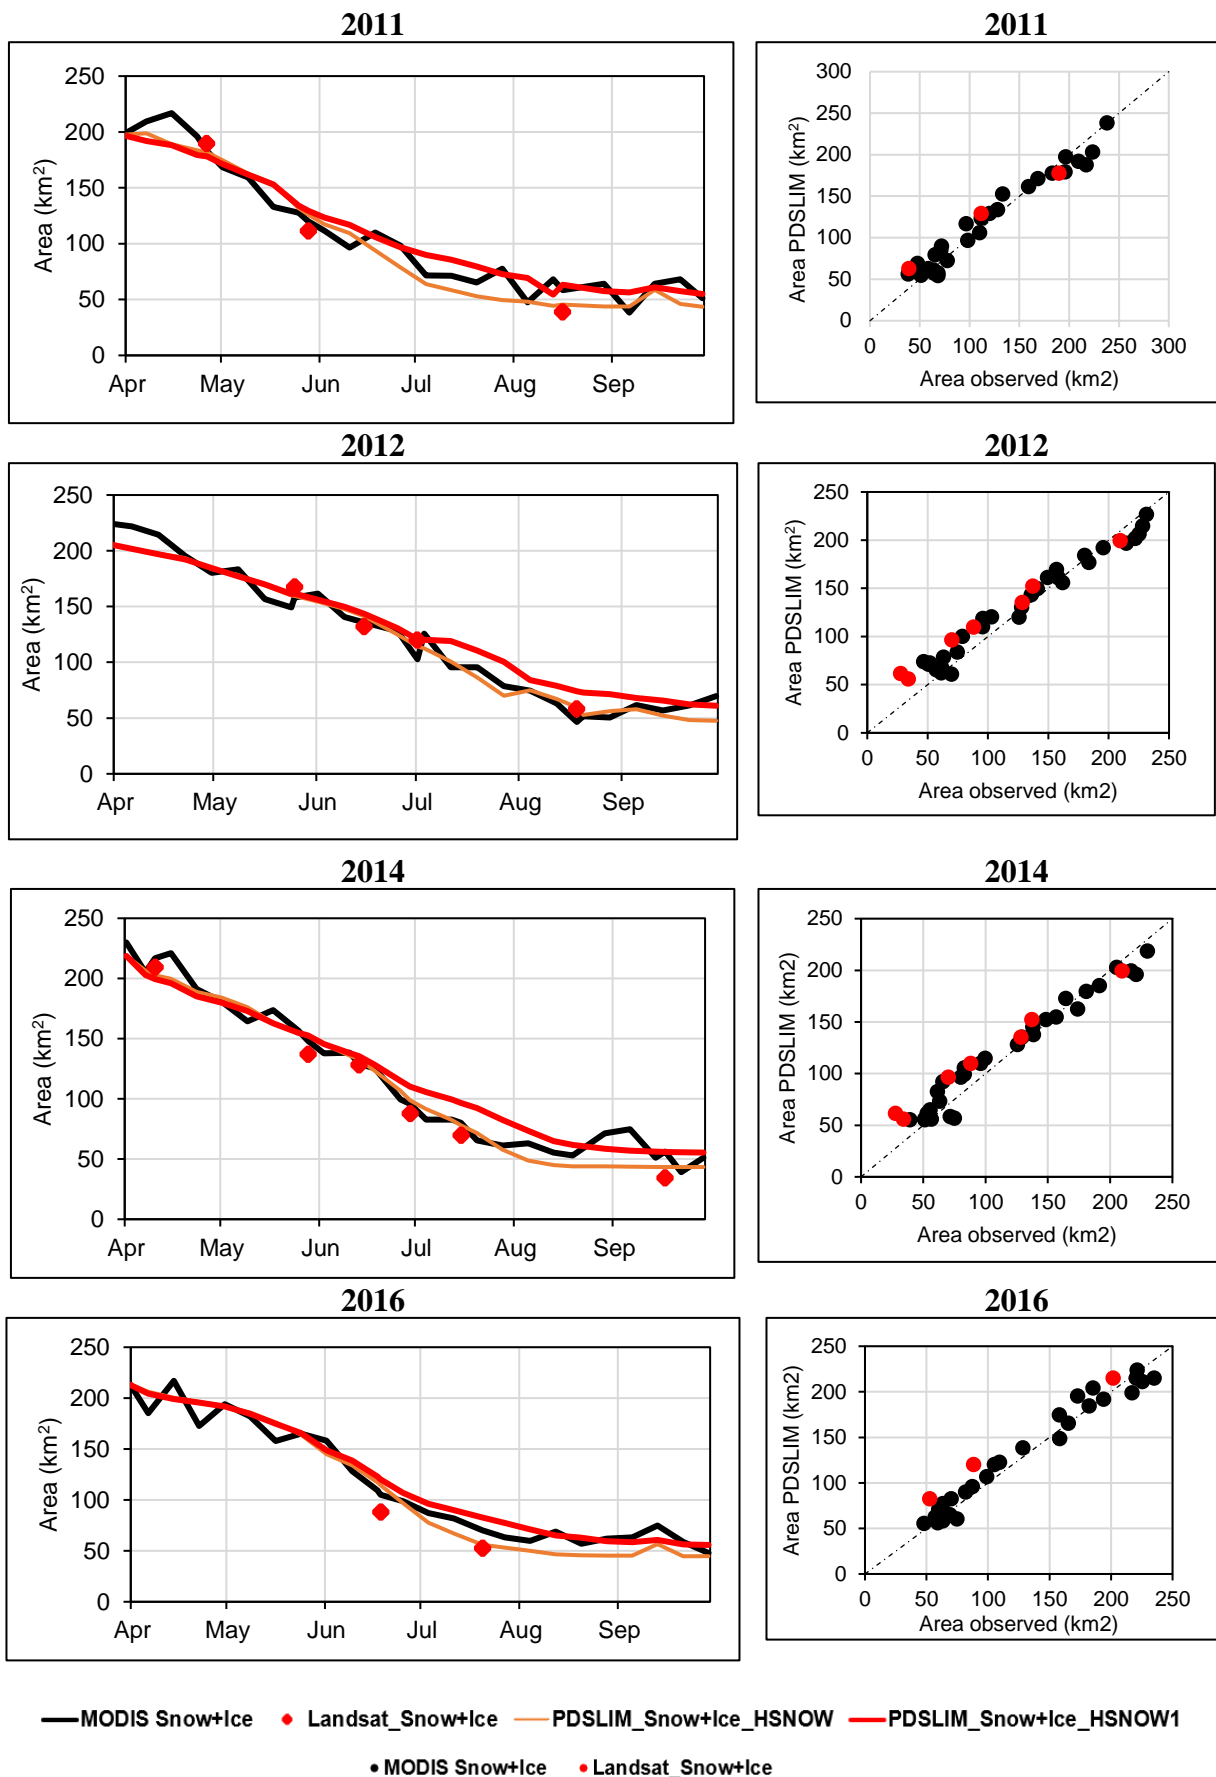 2011
2011
250
200
150
100
50
0
Area (km²)
Apr May Jun Jul Aug Sep
300
250
200
150
100
50
0
Area PDSLIM (km²)
0 50 100 150 200 250 300
Area observed (km2)
2012
2012
250
200
150
100
50
0
Area (km²)
Apr May Jun Jul Aug Sep
250
200
150
100
50
0
Area PDSLIM (km²)
0 50 100 150 200 250
Area observed (km2)
2014
2014
250
200
150
100
50
0
Area (km²)
Apr May Jun Jul Aug Sep
250
200
150
100
50
0
Area PDSLIM (km2)
0 50 100 150 200 250
Area observed (km2)
2016
2016
250
200
150
100
50
0
Area (km²)
Apr May Jun Jul Aug Sep
250
200
150
100
50
0
Area PDSLIM (km²)
0 50 100 150 200 250
Area observed (km2)
MODIS Snow+Ice Landsat_Snow+Ice PDSLIM_Snow+Ice_HSNOW PDSLIM_Snow+Ice_HSNOW1
MODIS Snow+Ice Landsat_Snow+Ice